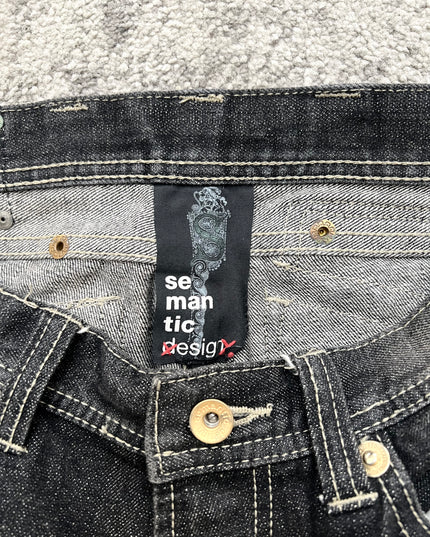 se
man
tic
design.